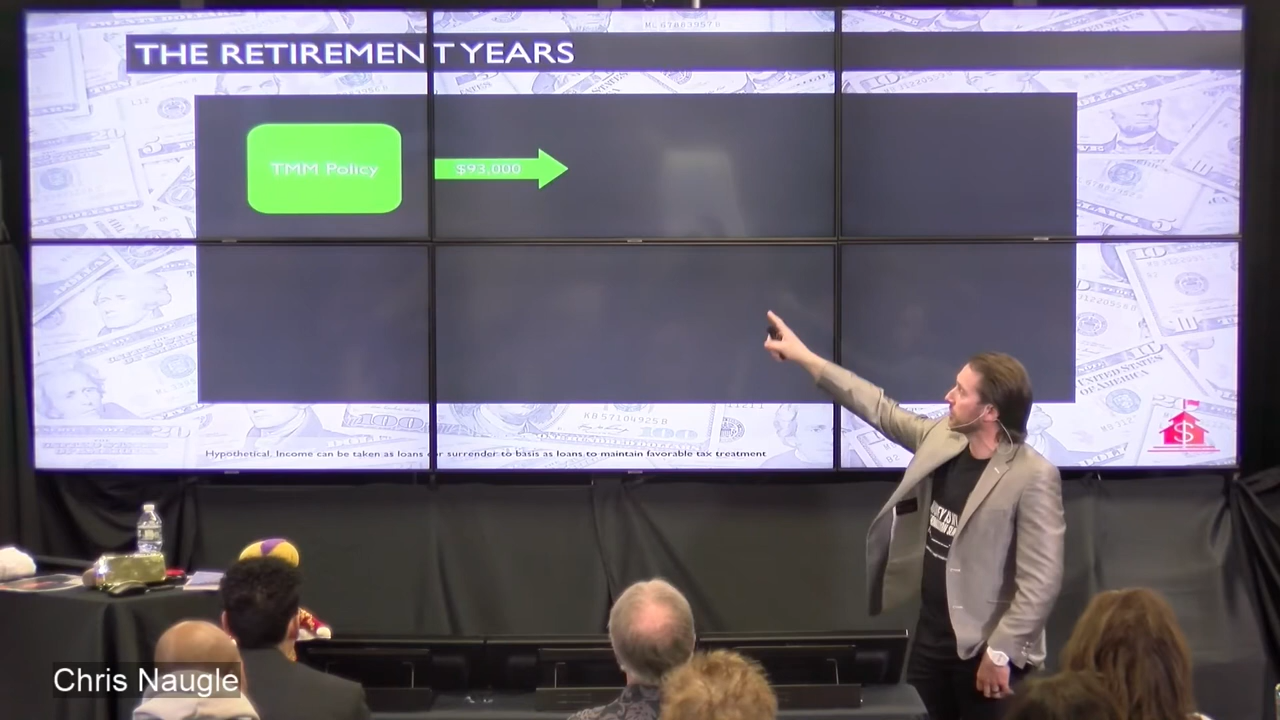 THE RETIREMENT YEARS
TMM Policy
$93,000
Hypothetical. Income can be taken as loans or surrender to basis as loans to maintain favorable tax treatment
Chris Naugle